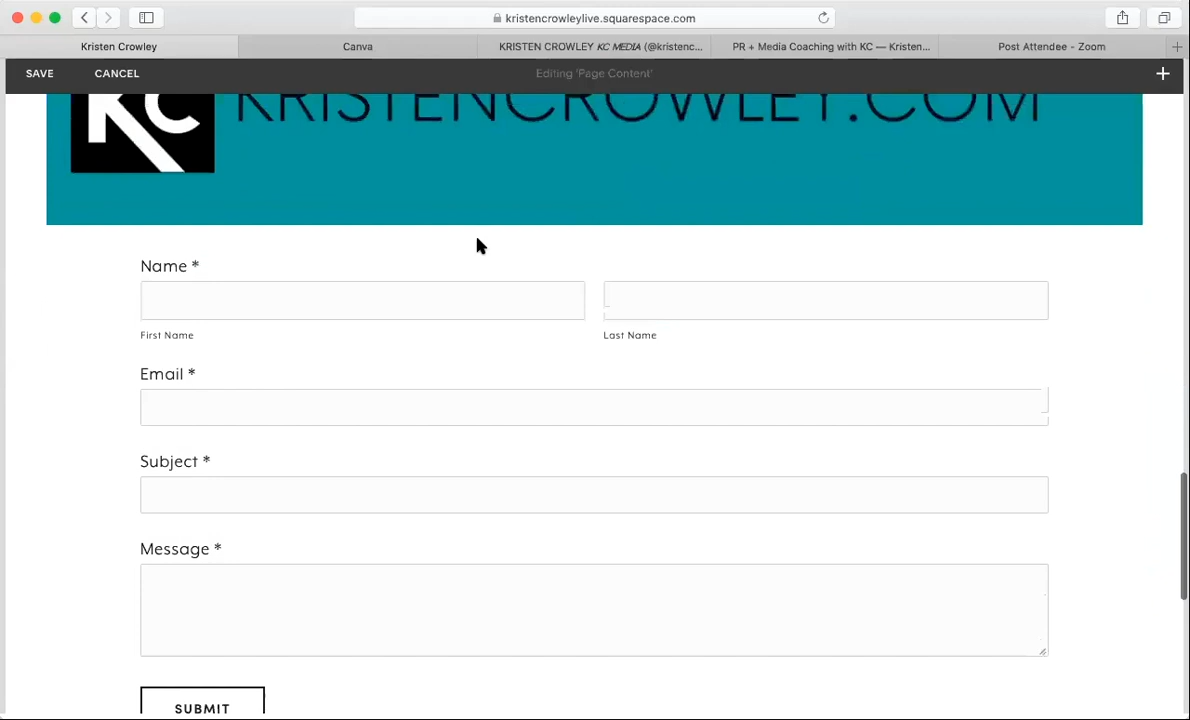 kristencrowleylive.squarespace.com
Kristen Crowley
Canva
KRISTEN CROWLEY KC MEDIA (@kristenc...
PR + Media Coaching with KC — Kristen...
Post Attendee - Zoom
SAVE
CANCEL
Editing 'Page Content'
KC
KRISTENCROWLEY.COM
Name *
First Name
Last Name
Email *
Subject *
Message *
SUBMIT